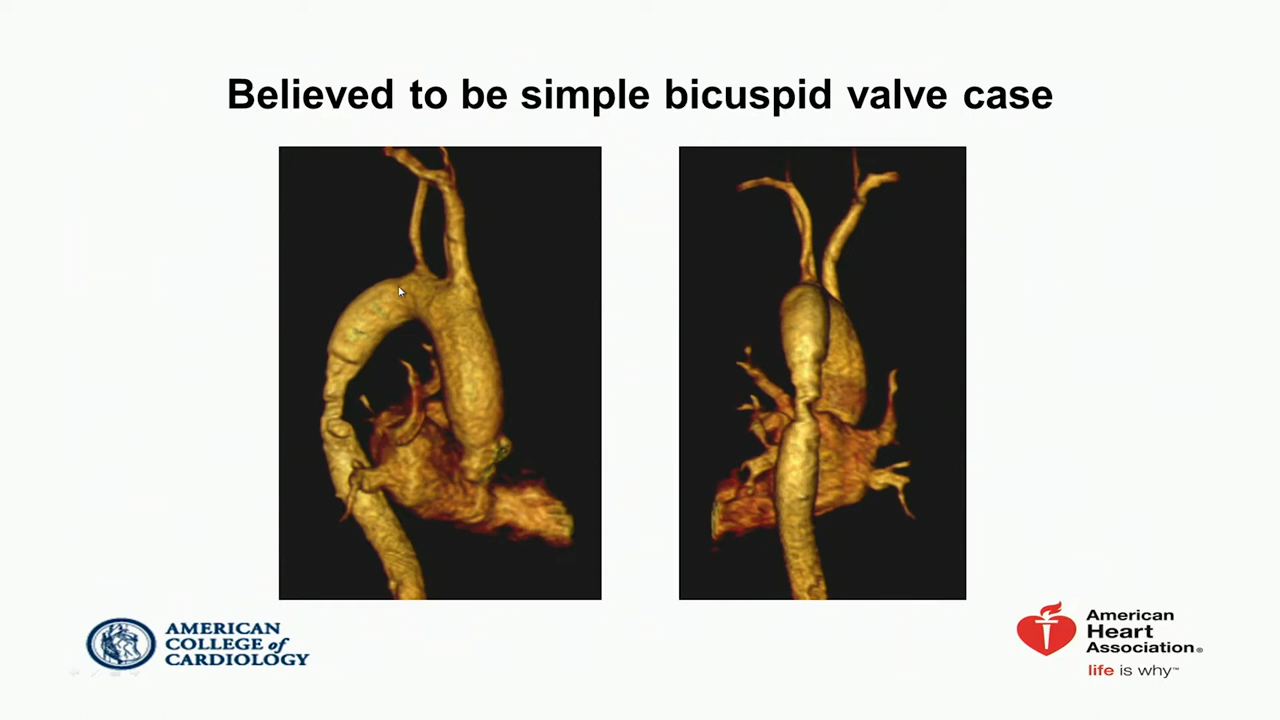 Believed to be simple bicuspid valve case
AMERICAN
COLLEGE of
CARDIOLOGY
American
Heart
Association®
life is why™